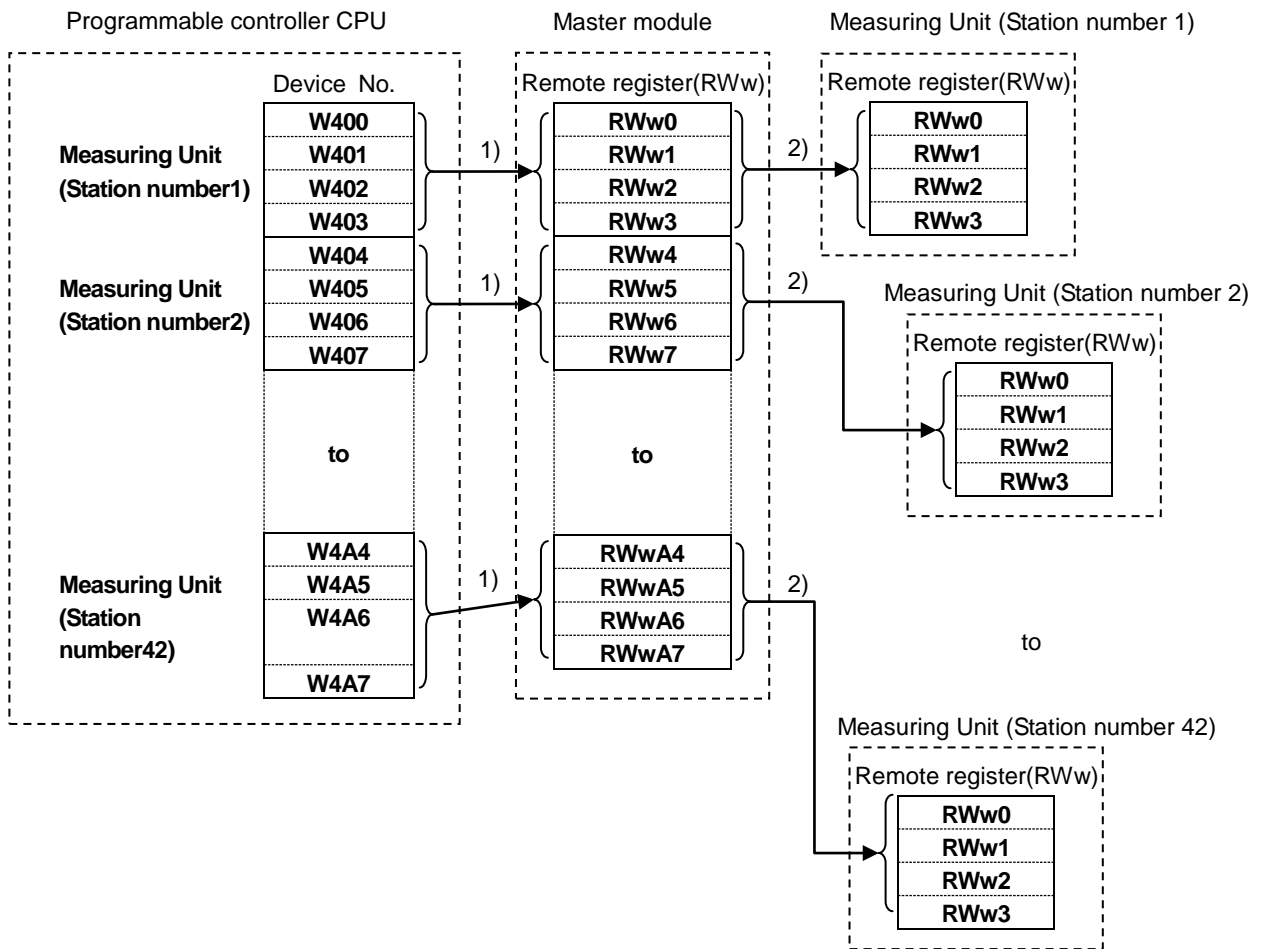 Programmable controller CPU
Master module
Measuring Unit (Station number 1)
Device No.
Remote register(RWw)
Remote register(RWw)
Measuring Unit
(Station number1)
W400
W401
W402
W403
1)
RWw0
RWw1
RWw2
RWw3
2)
RWw0
RWw1
RWw2
RWw3
Measuring Unit
(Station number2)
W404
W405
W406
W407
1)
RWw4
RWw5
RWw6
RWw7
2)
Measuring Unit (Station number 2)
Remote register(RWw)
RWw0
RWw1
RWw2
RWw3
to
to
Measuring Unit
(Station
number42)
W4A4
W4A5
W4A6
W4A7
1)
RWwA4
RWwA5
RWwA6
RWwA7
2)
to
Measuring Unit (Station number 42)
Remote register(RWw)
RWw0
RWw1
RWw2
RWw3